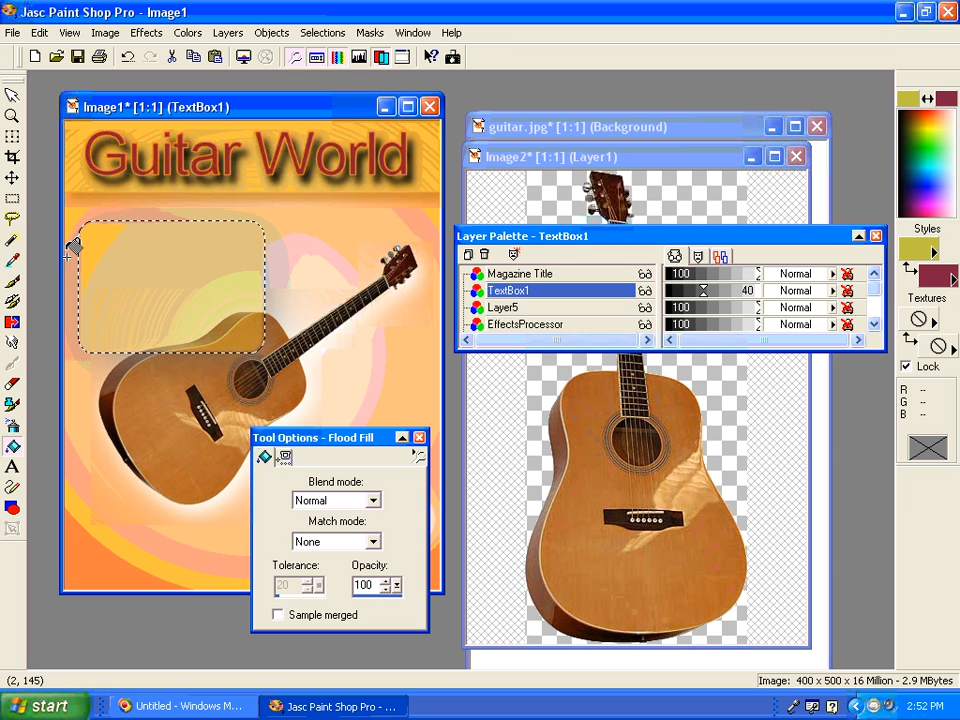 Jasc Paint Shop Pro - Image1
File Edit View Image Effects Colors Layers Objects Selections Masks Window Help
Image1* [1:1] (TextBox1)
Guitar World
guitar.jpg* [1:1] (Background)
Image2* [1:1] (Layer1)
Layer Palette - TextBox1
Magazine Title 100 Normal
TextBox1 40 Normal
Layer5 100 Normal
EffectsProcessor 100 Normal
Styles
Textures
Lock
R --
G --
B --
Tool Options - Flood Fill
Blend mode:
Normal
Match mode:
None
Tolerance: Opacity:
20 100
Sample merged
(2, 145)
Image: 400 x 500 x 16 Million - 2.9 MBytes
start
Untitled - Windows M...
Jasc Paint Shop Pro - ...
2:52 PM